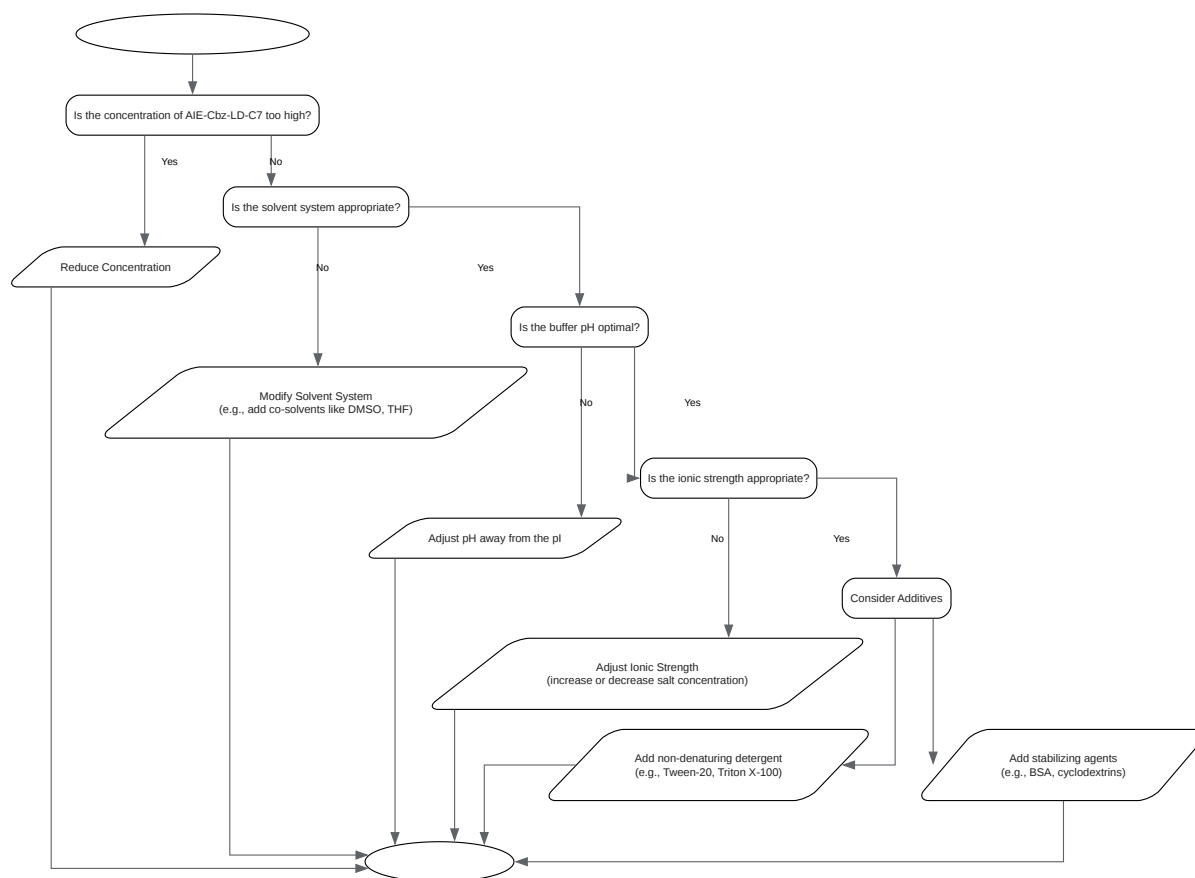 Is the concentration of AIE-Cbz-LD-C7 too high?
Yes
No
Is the solvent system appropriate?
Reduce Concentration
No
Yes
Is the buffer pH optimal?
Modify Solvent System
(e.g., add co-solvents like DMSO, THF)
No
Yes
Is the ionic strength appropriate?
Adjust pH away from the pI
No
Yes
Consider Additives
Adjust Ionic Strength
(increase or decrease salt concentration)
Add non-denaturing detergent
(e.g., Tween-20, Triton X-100)
Add stabilizing agents
(e.g., BSA, cyclodextrins)